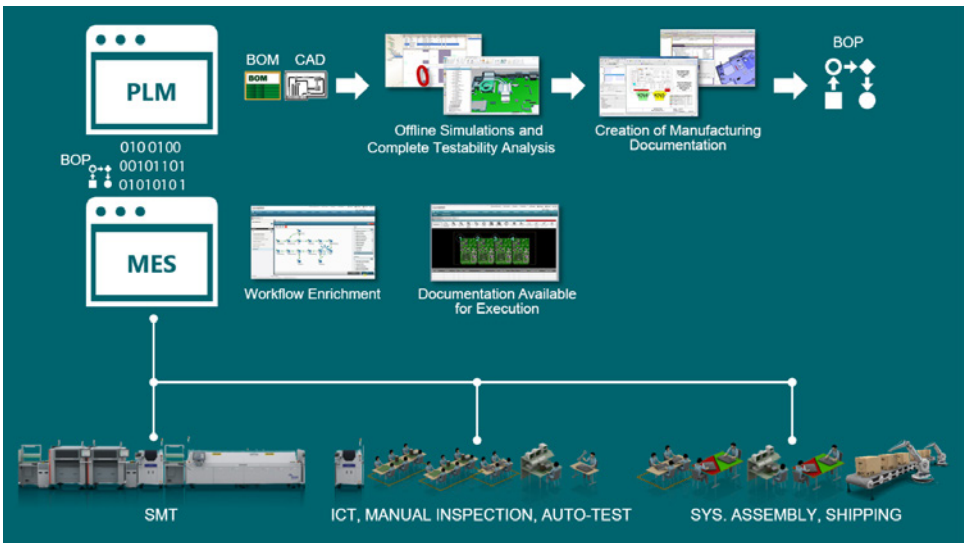 PLM
BOM CAD
BOM
BOP
Offline Simulations and
Complete Testability Analysis
Creation of Manufacturing
Documentation
BOP
0100100
00101101
01010101
MES
Workflow Enrichment
Documentation Available
for Execution
SMT
ICT, MANUAL INSPECTION, AUTO-TEST
SYS. ASSEMBLY, SHIPPING